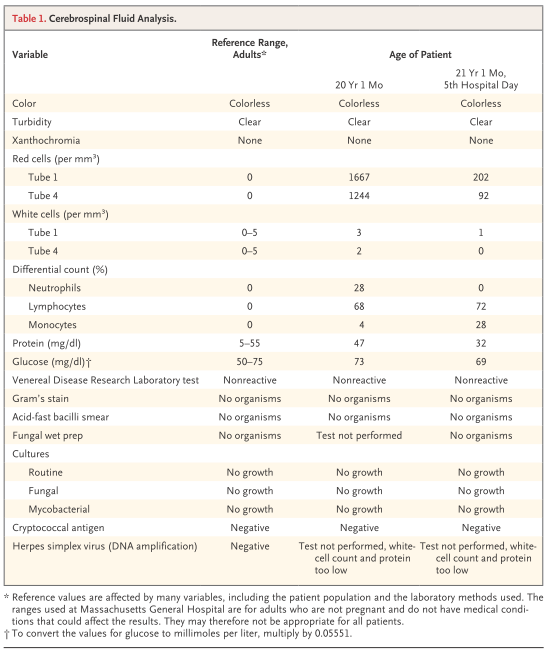 Table 1. Cerebrospinal Fluid Analysis.
Variable Reference Range, Adults* Age of Patient
20 Yr 1 Mo 21 Yr 1 Mo, 5th Hospital Day
Color Colorless Colorless Colorless
Turbidity Clear Clear Clear
Xanthochromia None None None
Red cells (per mm³)
Tube 1 0 1667 202
Tube 4 0 1244 92
White cells (per mm³)
Tube 1 0–5 3 1
Tube 4 0–5 2 0
Differential count (%)
Neutrophils 0 28 0
Lymphocytes 0 68 72
Monocytes 0 4 28
Protein (mg/dl) 5–55 47 32
Glucose (mg/dl)† 50–75 73 69
Venereal Disease Research Laboratory test Nonreactive Nonreactive Nonreactive
Gram's stain No organisms No organisms No organisms
Acid-fast bacilli smear No organisms No organisms No organisms
Fungal wet prep No organisms Test not performed No organisms
Cultures
Routine No growth No growth No growth
Fungal No growth No growth No growth
Mycobacterial No growth No growth No growth
Cryptococcal antigen Negative Negative Negative
Herpes simplex virus (DNA amplification) Negative Test not performed, white-cell count and protein too low Test not performed, white-cell count and protein too low
* Reference values are affected by many variables, including the patient population and the laboratory methods used. The
ranges used at Massachusetts General Hospital are for adults who are not pregnant and do not have medical condi-
tions that could affect the results. They may therefore not be appropriate for all patients.
† To convert the values for glucose to millimoles per liter, multiply by 0.05551.